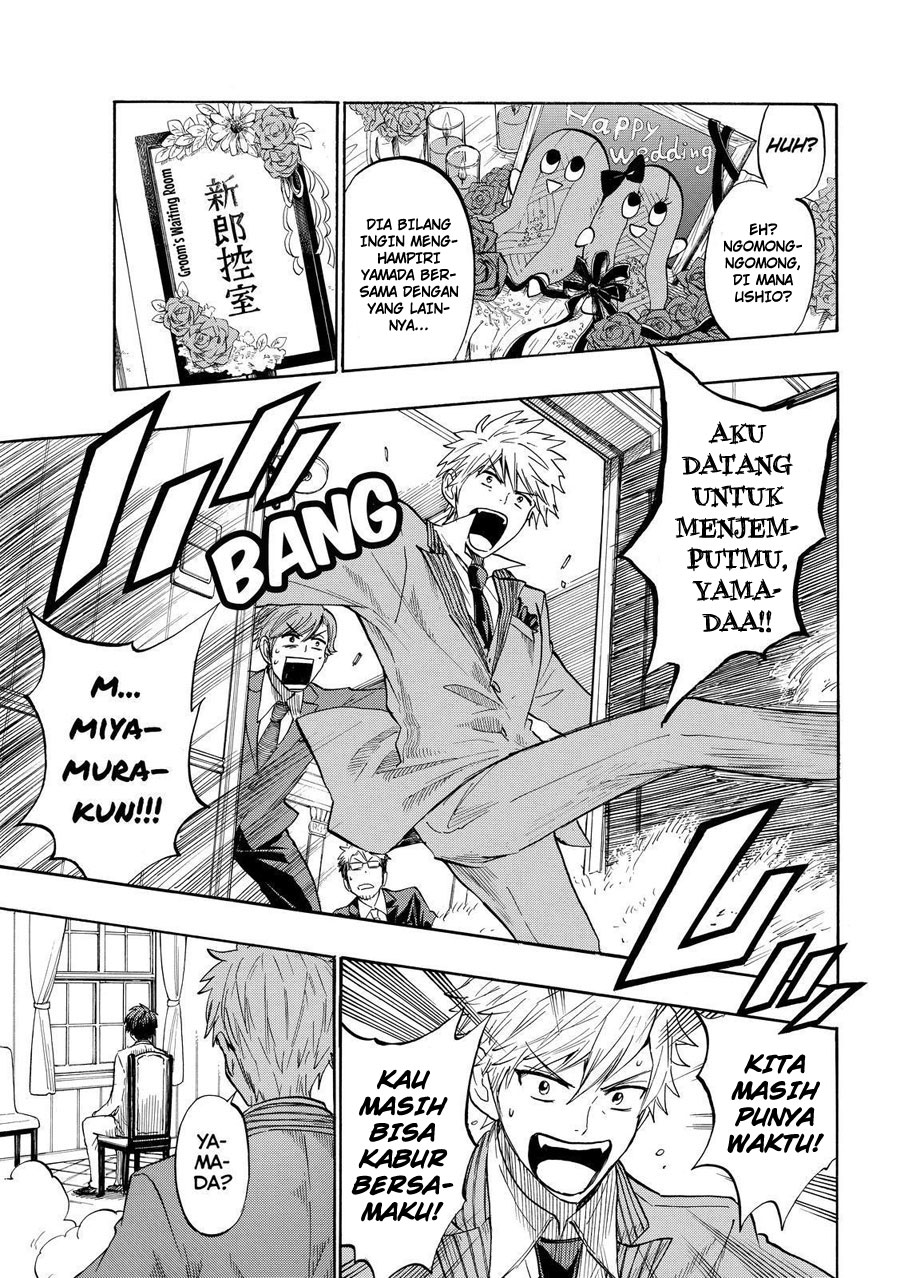 HUH?
EH?
NGOMONG-
NGOMONG,
DI MANA
USHIO?
Happy
Wedding
DIA BILANG
INGIN MENG-
HAMPIRI
YAMADA BER-
SAMA DENGAN
YANG LAIN-
NYA...
新郎控室
Groom's Waiting Room
AKU
DATANG
UNTUK
MENJEM-
PUTMU,
YAMA-
DAA!!
BANG
M...
MIYA-
MURA-
KUN!!!
KITA
MASIH
PUNYA
WAKTU!
KAU
MASIH
BISA
KABUR
BERSA-
MAKU!
YA-
MA-
DA?